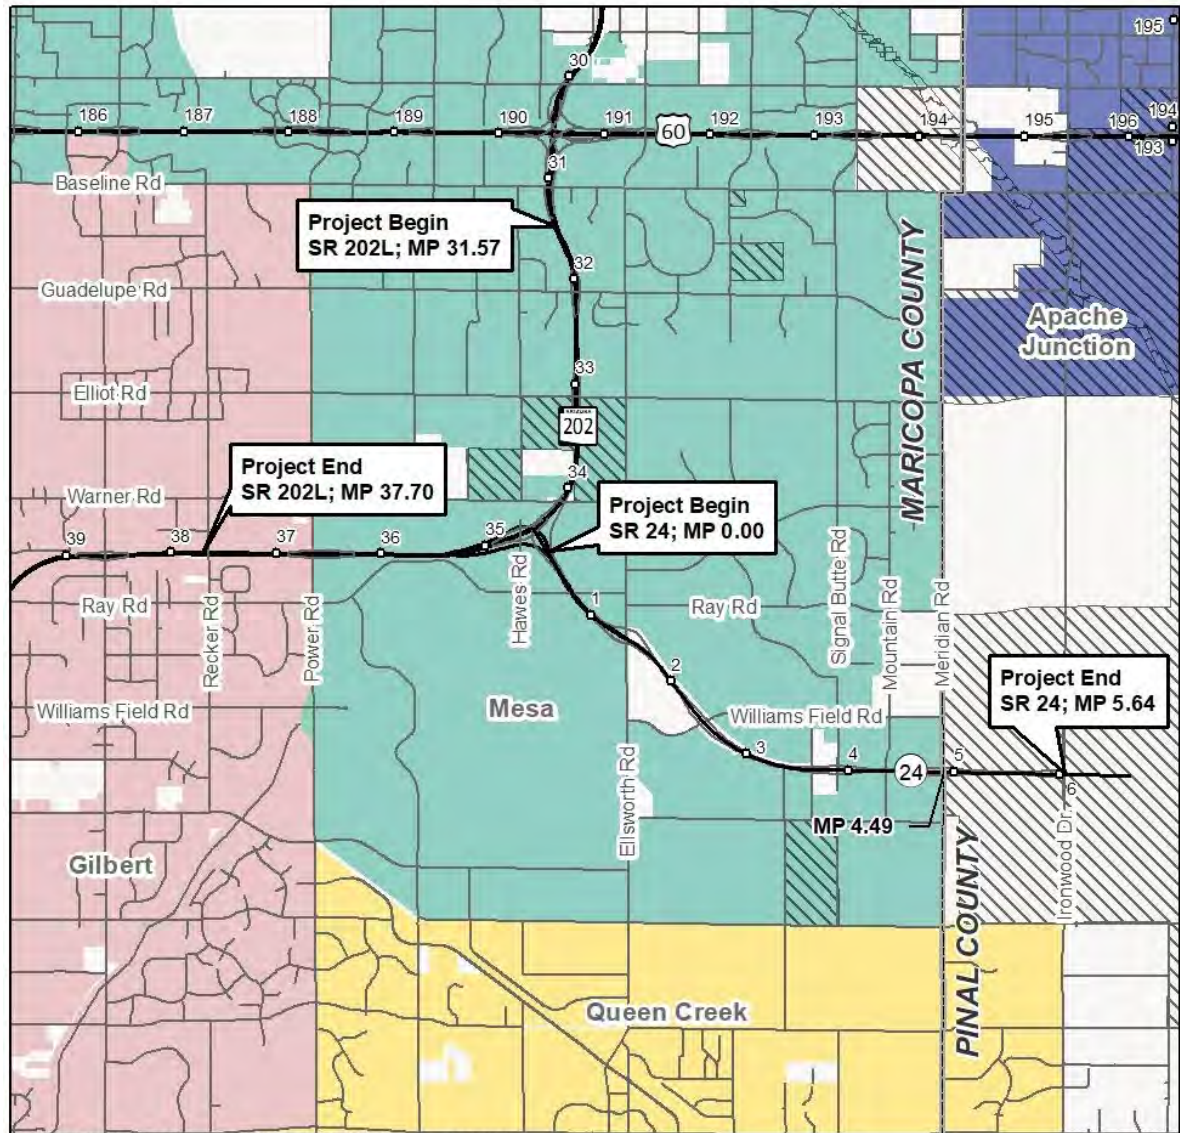 195
30
186
187
188
189
190
191
60
192
193
194
195
196
194
193
31
Baseline Rd
Project Begin
SR 202L; MP 31.57
32
Guadelupe Rd
MARICOPA COUNTY
Apache
Junction
33
Elliot Rd
ARIZONA
202
Project End
SR 202L; MP 37.70
34
Warner Rd
Project Begin
SR 24; MP 0.00
39
38
37
36
35
Hawes Rd
Signal Butte Rd
Mountain Rd
Meridian Rd
Ray Rd
Recker Rd
Power Rd
1
Ray Rd
2
Project End
SR 24; MP 5.64
Williams Field Rd
Mesa
Williams Field Rd
3
4
24
5
6
Ellsworth Rd
MP 4.49
Ironwood Dr.
Gilbert
PINAL COUNTY
Queen Creek